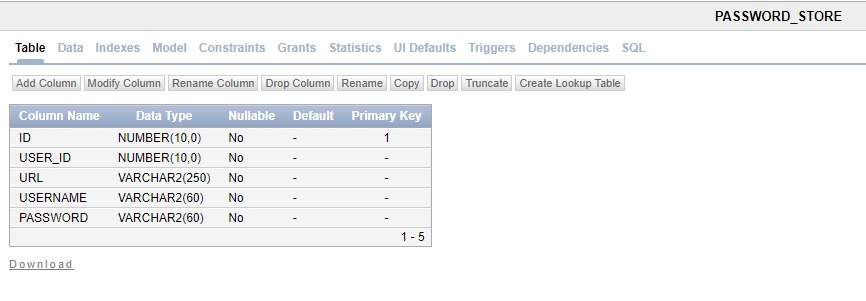 PASSWORD_STORE
Table Data Indexes Model Constraints Grants Statistics UI Defaults Triggers Dependencies SQL
Add Column Modify Column Rename Column Drop Column Rename Copy Drop Truncate Create Lookup Table
Column Name Data Type Nullable Default Primary Key
ID NUMBER(10,0) No - 1
USER_ID NUMBER(10,0) No - -
URL VARCHAR2(250) No - -
USERNAME VARCHAR2(60) No - -
PASSWORD VARCHAR2(60) No - -
1 - 5
Download